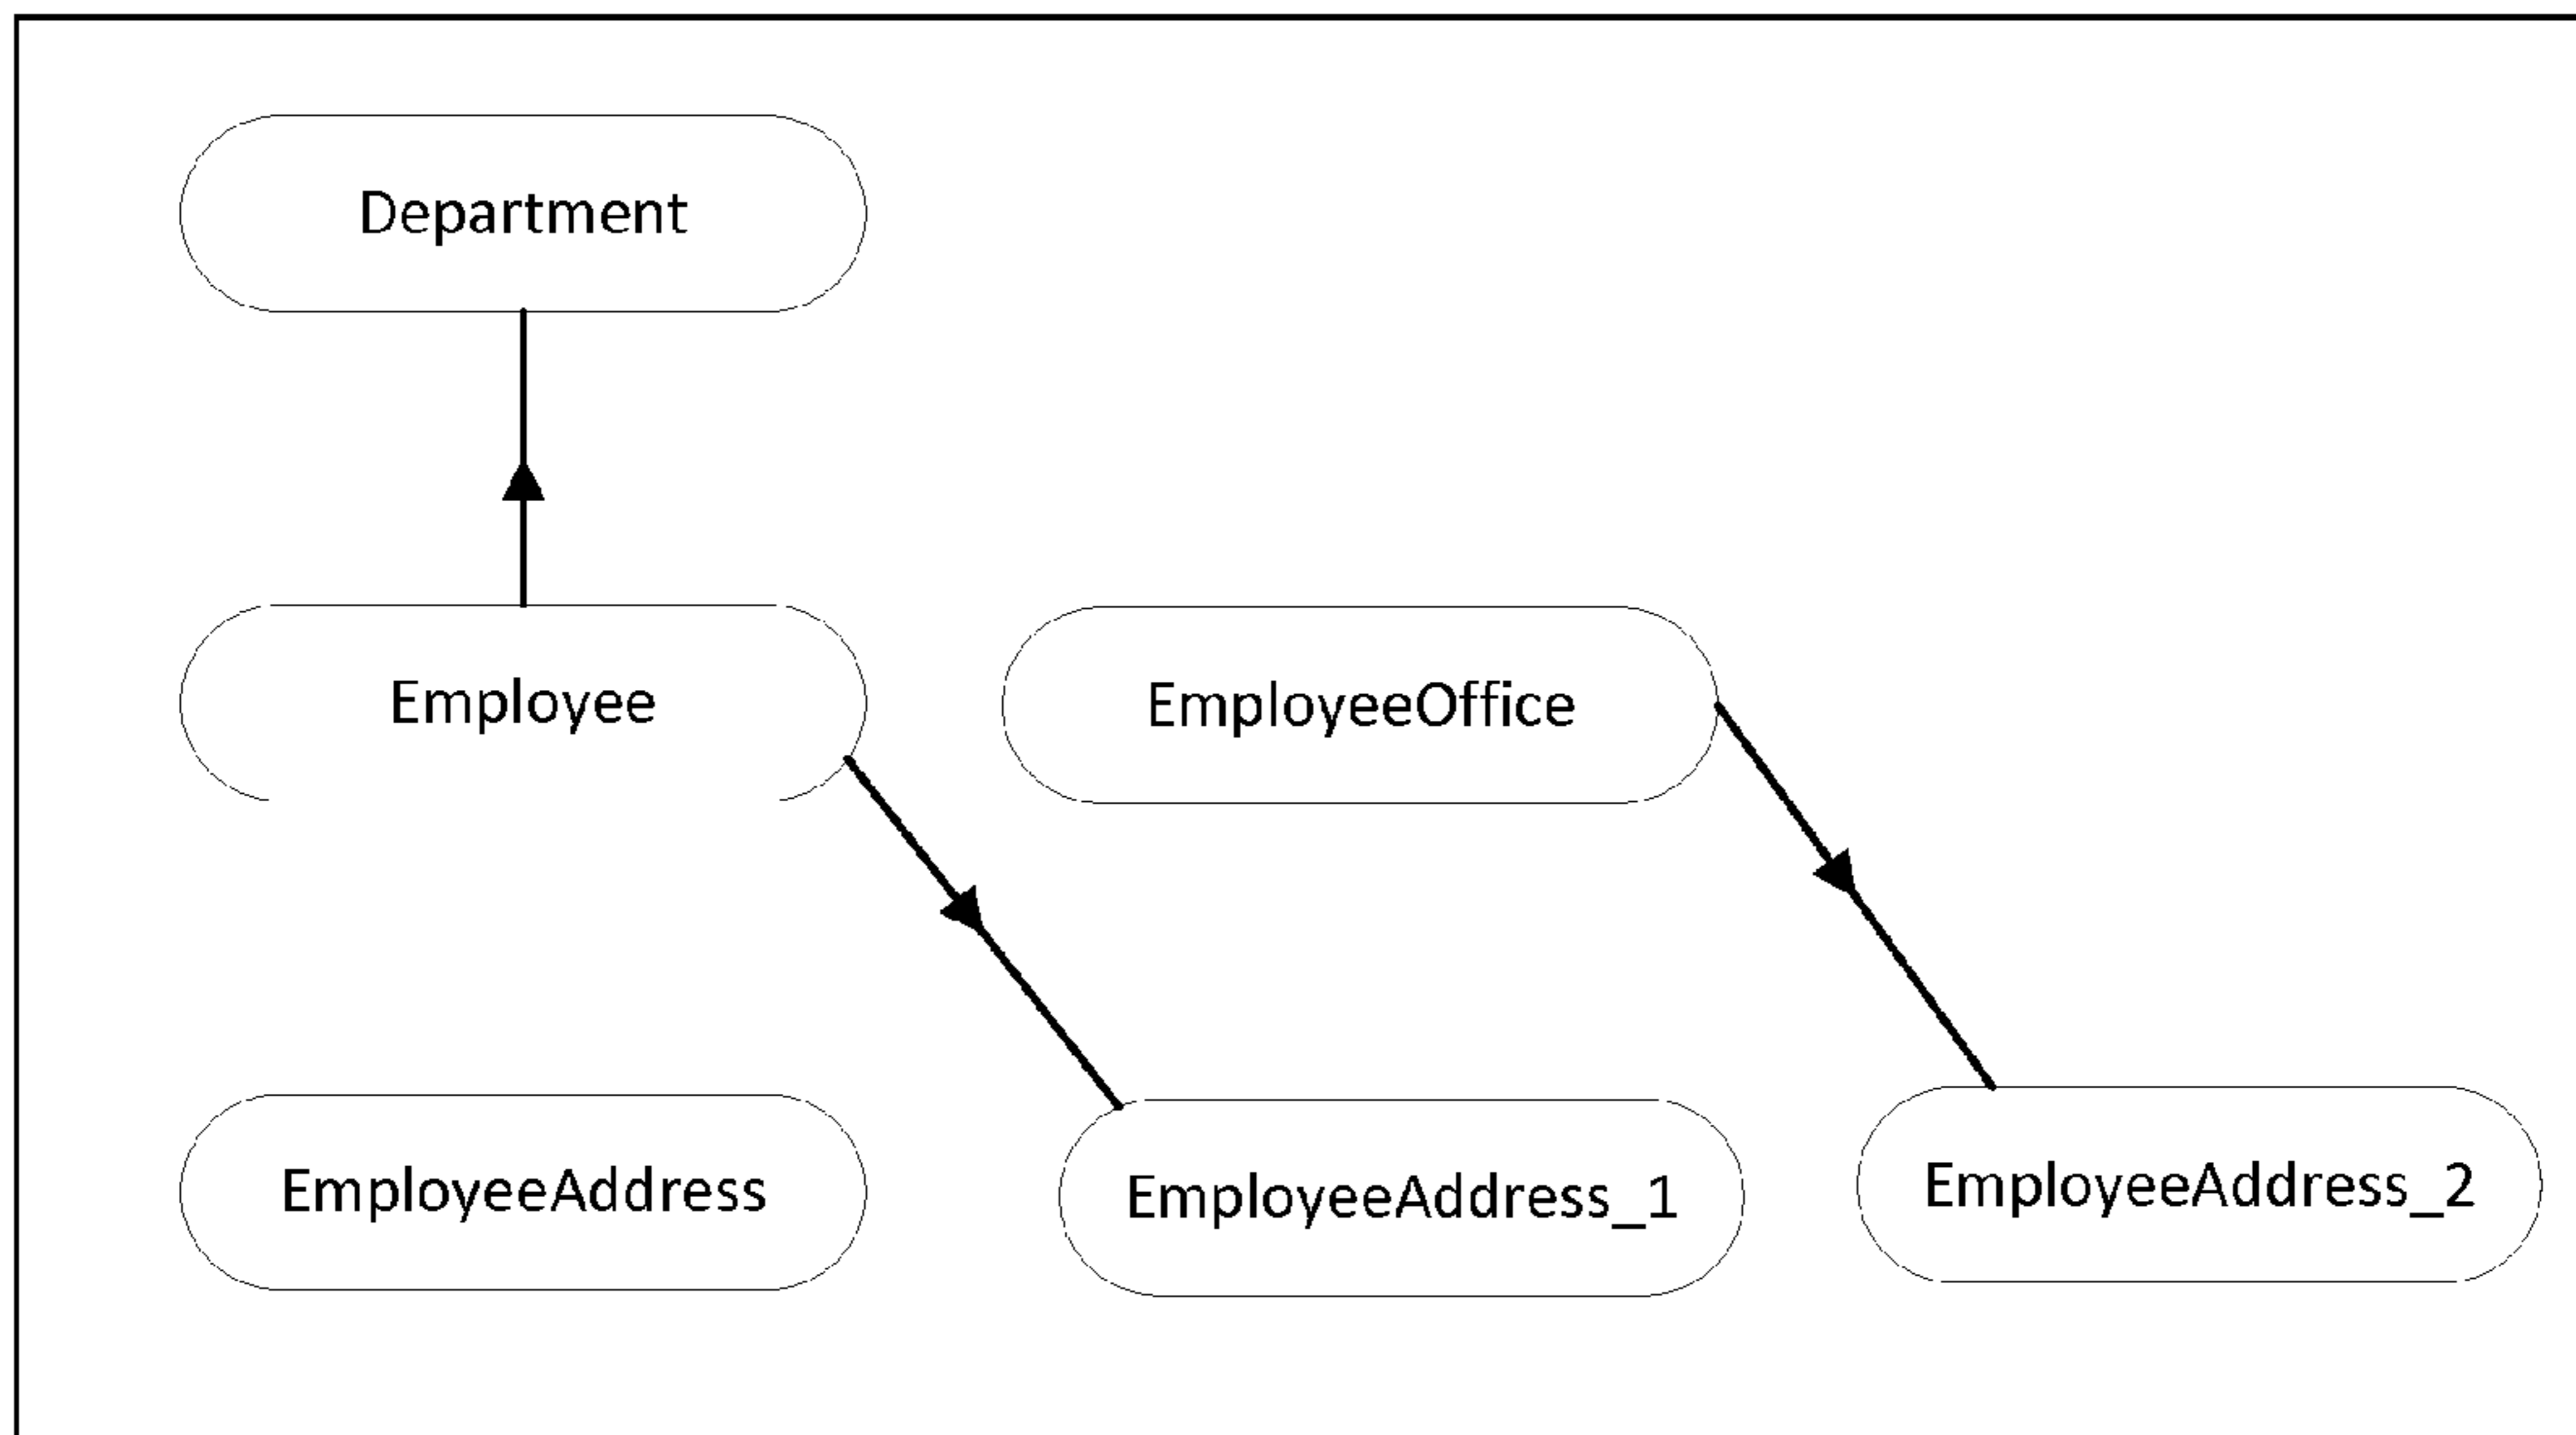 Department
Employee
EmployeeOffice
EmployeeAddress
EmployeeAddress_1
EmployeeAddress_2